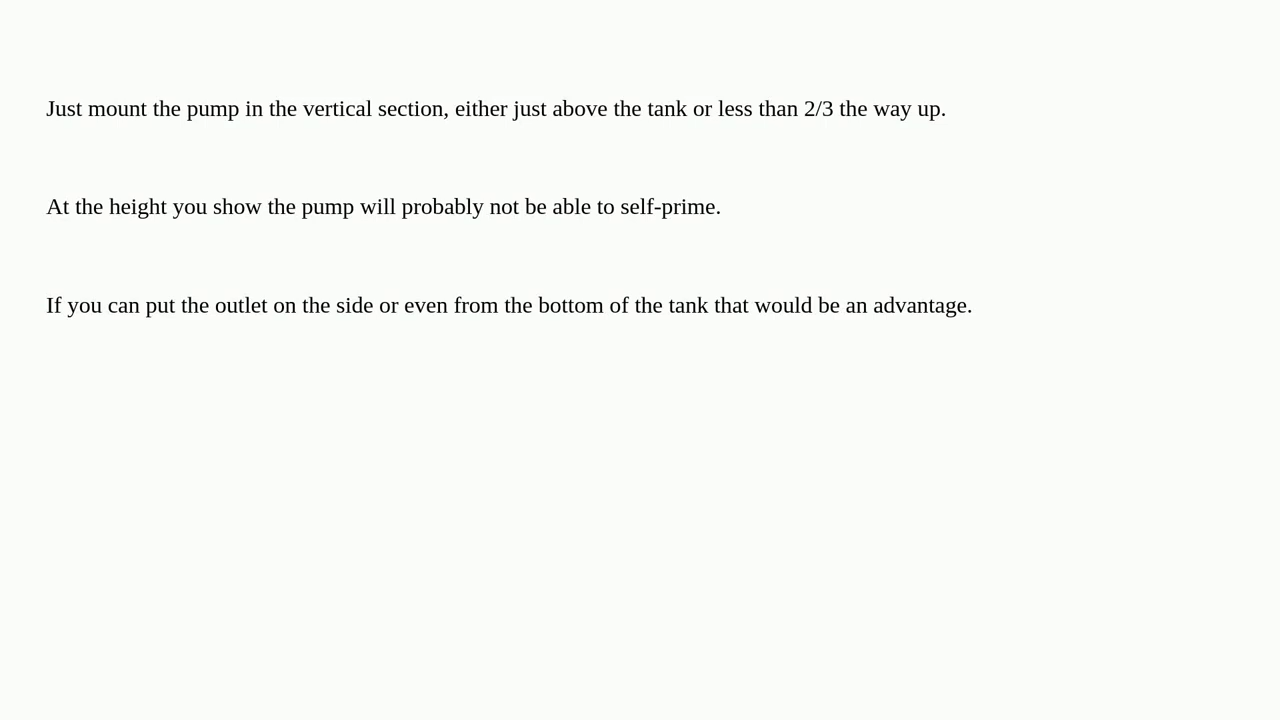 Just mount the pump in the vertical section, either just above the tank or less than 2/3 the way up.
At the height you show the pump will probably not be able to self-prime.
If you can put the outlet on the side or even from the bottom of the tank that would be an advantage.